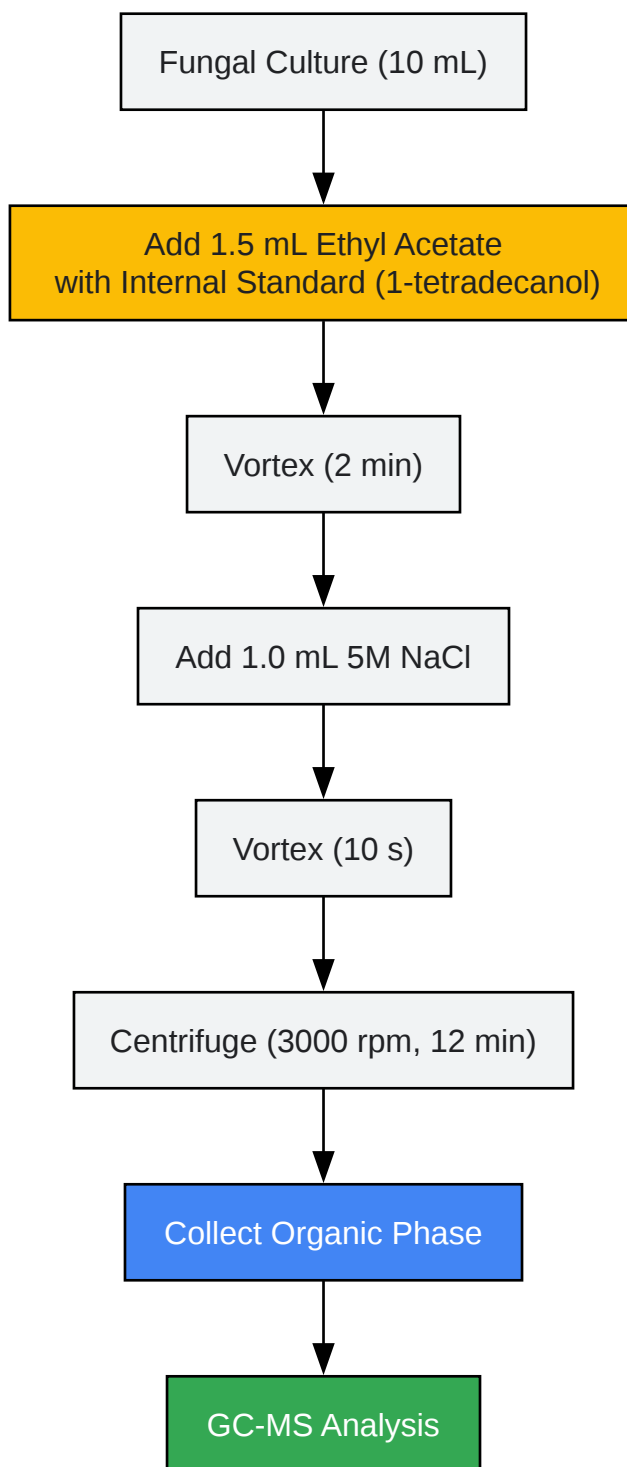 Fungal Culture (10 mL)
Add 1.5 mL Ethyl Acetate
with Internal Standard (1-tetradecanol)
Vortex (2 min)
Add 1.0 mL 5M NaCl
Vortex (10 s)
Centrifuge (3000 rpm, 12 min)
Collect Organic Phase
GC-MS Analysis